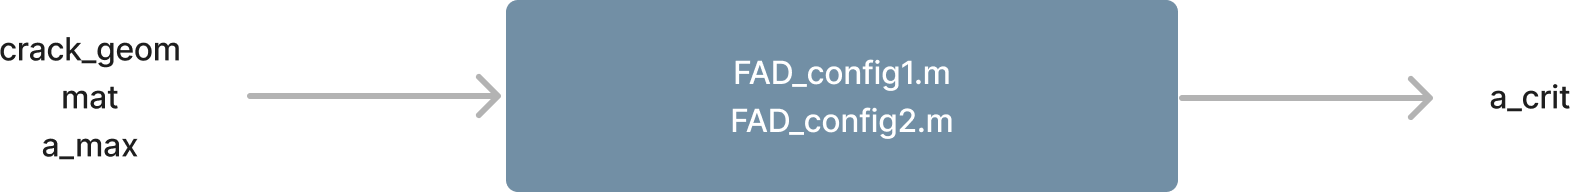 crack_geom
mat
a_max
FAD_config1.m
FAD_config2.m
a_crit